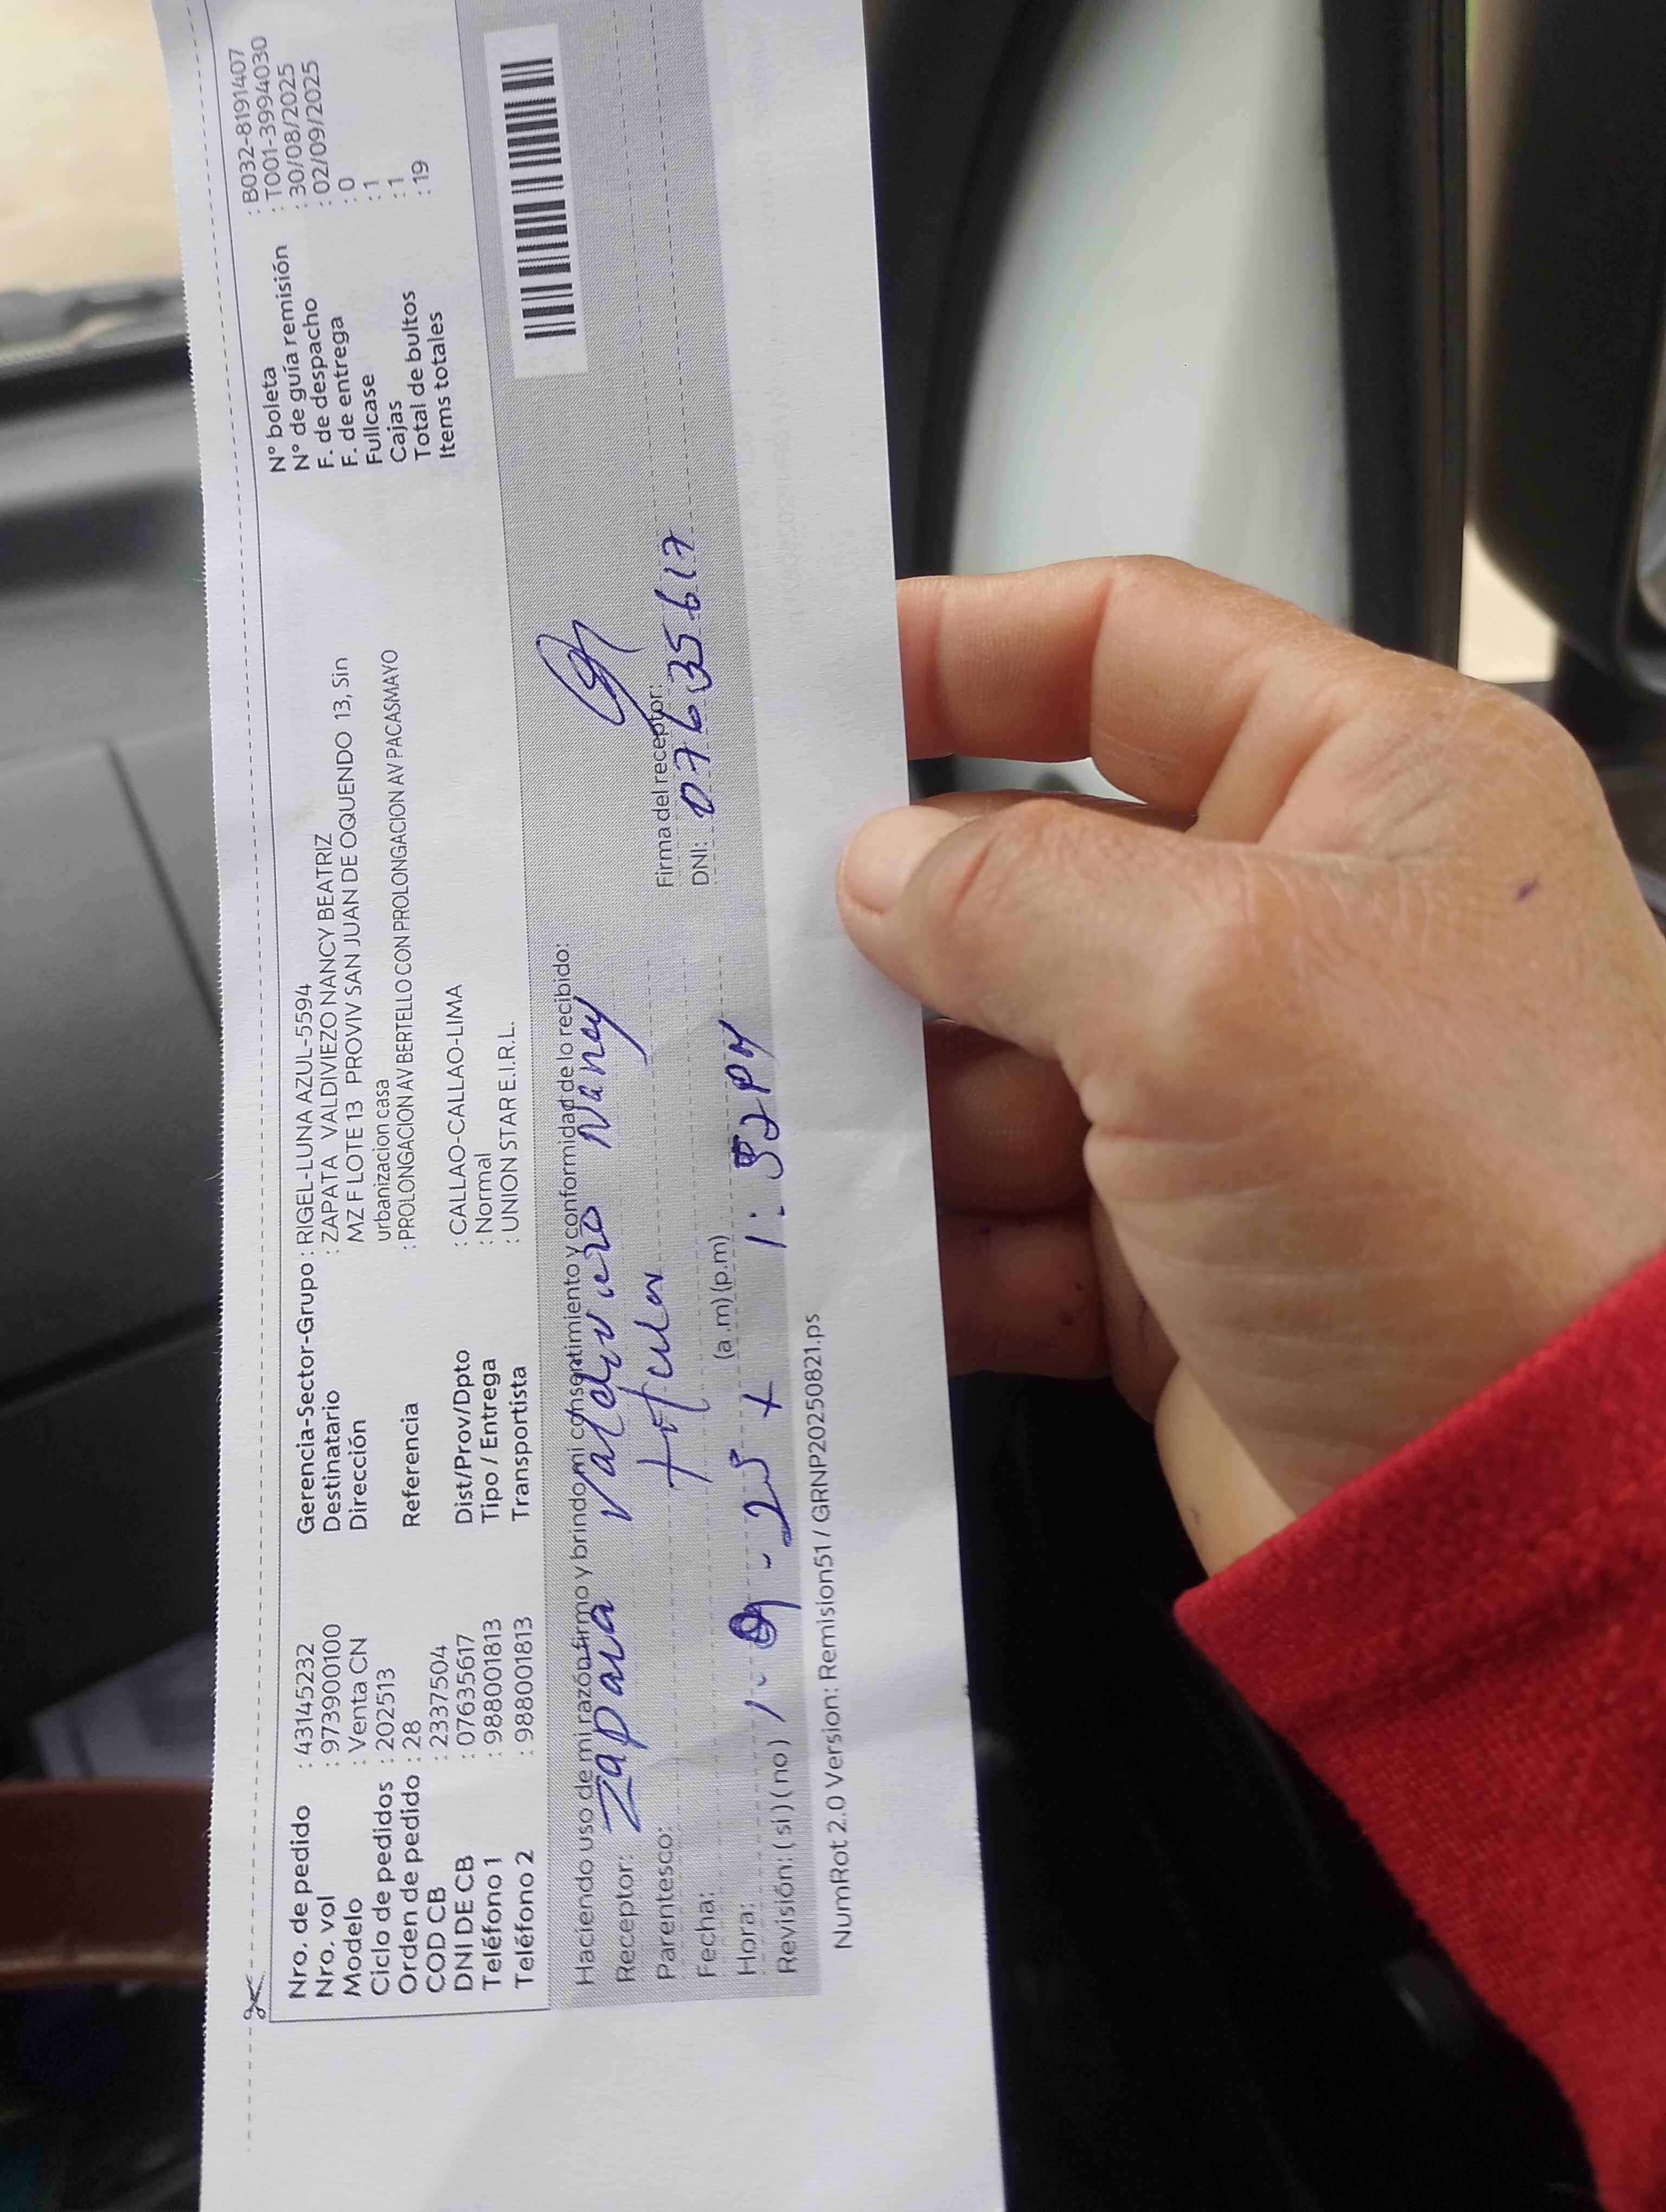 Nro. de pedido : 43145232
Nro. vol : 973900100
Modelo : Venta CN
Ciclo de pedidos : 202513
Orden de pedido : 28
COD CB : 2337504
DNI DE CB : 07635617
Teléfono 1 : 988001813
Teléfono 2 : 988001813
Gerencia-Sector-Grupo : RIGEL-LUNA AZUL-5594
Destinatario : ZAPATA VALDIVIEZO NANCY BEATRIZ
Dirección MZ F LOTE 13 PROVIV SAN JUAN DE OQUENDO 13, Sin
urbanizacion casa
Referencia : PROLONGACION AV BERTELLO CON PROLONGACION AV PACASMAYO
Dist/Prov/Dpto : CALLAO-CALLAO-LIMA
Tipo / Entrega : Normal
Transportista : UNION STAR E.I.R.L.
N° boleta : B032-8191407
N° de guía remisión : T001-3994030
F. de despacho : 30/08/2025
F. de entrega : 02/09/2025
Fullcase : 0
Cajas : 1
Total de bultos : 1
Items totales : 19
Haciendo uso de mi razón firmo y brindo mi consentimiento y conformidad de lo recibido:
Receptor: Zapata Nancy
Parentesco: titular
Firma del receptor:
Fecha: 1. 9 - 25
DNI: 07635617
Hora: (a.m) (p.m) 1: 52 PM
Revisión: ( si ) ( no )
NumRot 2.0 Version: Remision51 / GRNP20250821.ps